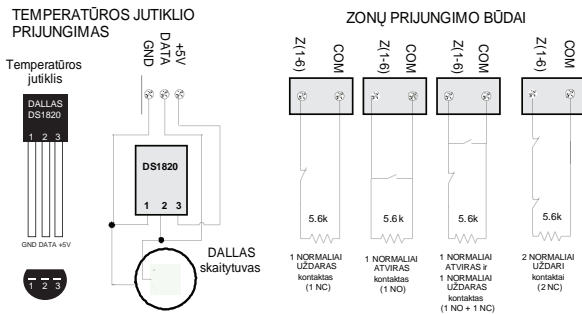 TEMPERATŪROS JUTIKLIO
PRIJUNGIMAS
Temperatūros
jutiklis
DALLAS
DS1820
1 2 3
GND DATA +5V
1 2 3
GND
DATA
+5V
DS1820
1 2 3
DALLAS
skaitytuvas
ZONŲ PRIJUNGIMO BŪDAI
Z(1-6)
COM
5.6k
1 NORMALIAI
UŽDARAS
kontaktas
(1 NC)
Z(1-6)
COM
5.6k
1 NORMALIAI
ATVIRAS
kontaktas
(1 NO)
Z(1-6)
COM
5.6k
1 NORMALIAI
ATVIRAS ir
1 NORMALIAI
UŽDARAS
kontaktas
(1 NO + 1 NC)
Z(1-6)
COM
5.6k
2 NORMALIAI
UŽDARI
kontaktai
(2 NC)